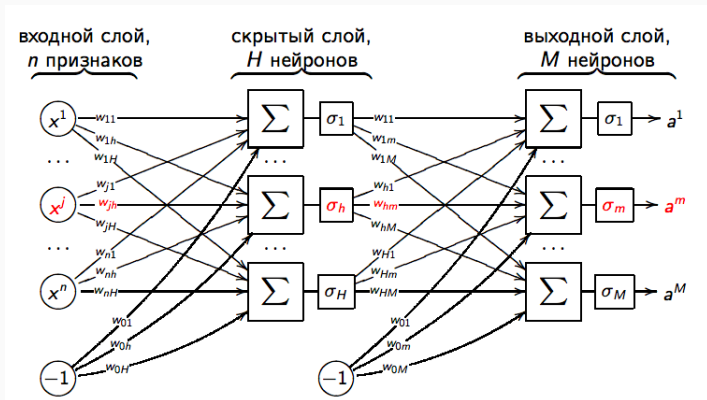 входной слой,
n признаков
скрытый слой,
H нейронов
выходной слой,
M нейронов
x¹ w₁₁ ∑ σ₁ w₁₁ ∑ σ₁ a¹
w₁ₕ w₁ₘ
... w₁H ... w₁M ...
wⱼ₁ wₕ₁
xʲ wⱼₕ ∑ σₕ wₕₘ ∑ σₘ aᵐ
wⱼH wₕM
... wₙ₁ ... wH₁ ...
wₙₕ wHₘ
xⁿ wₙH ∑ σH wHM ∑ σM aᴹ
w₀₁ w₀₁
w₀ₕ w₀ₘ
w₀H w₀M
−1 −1